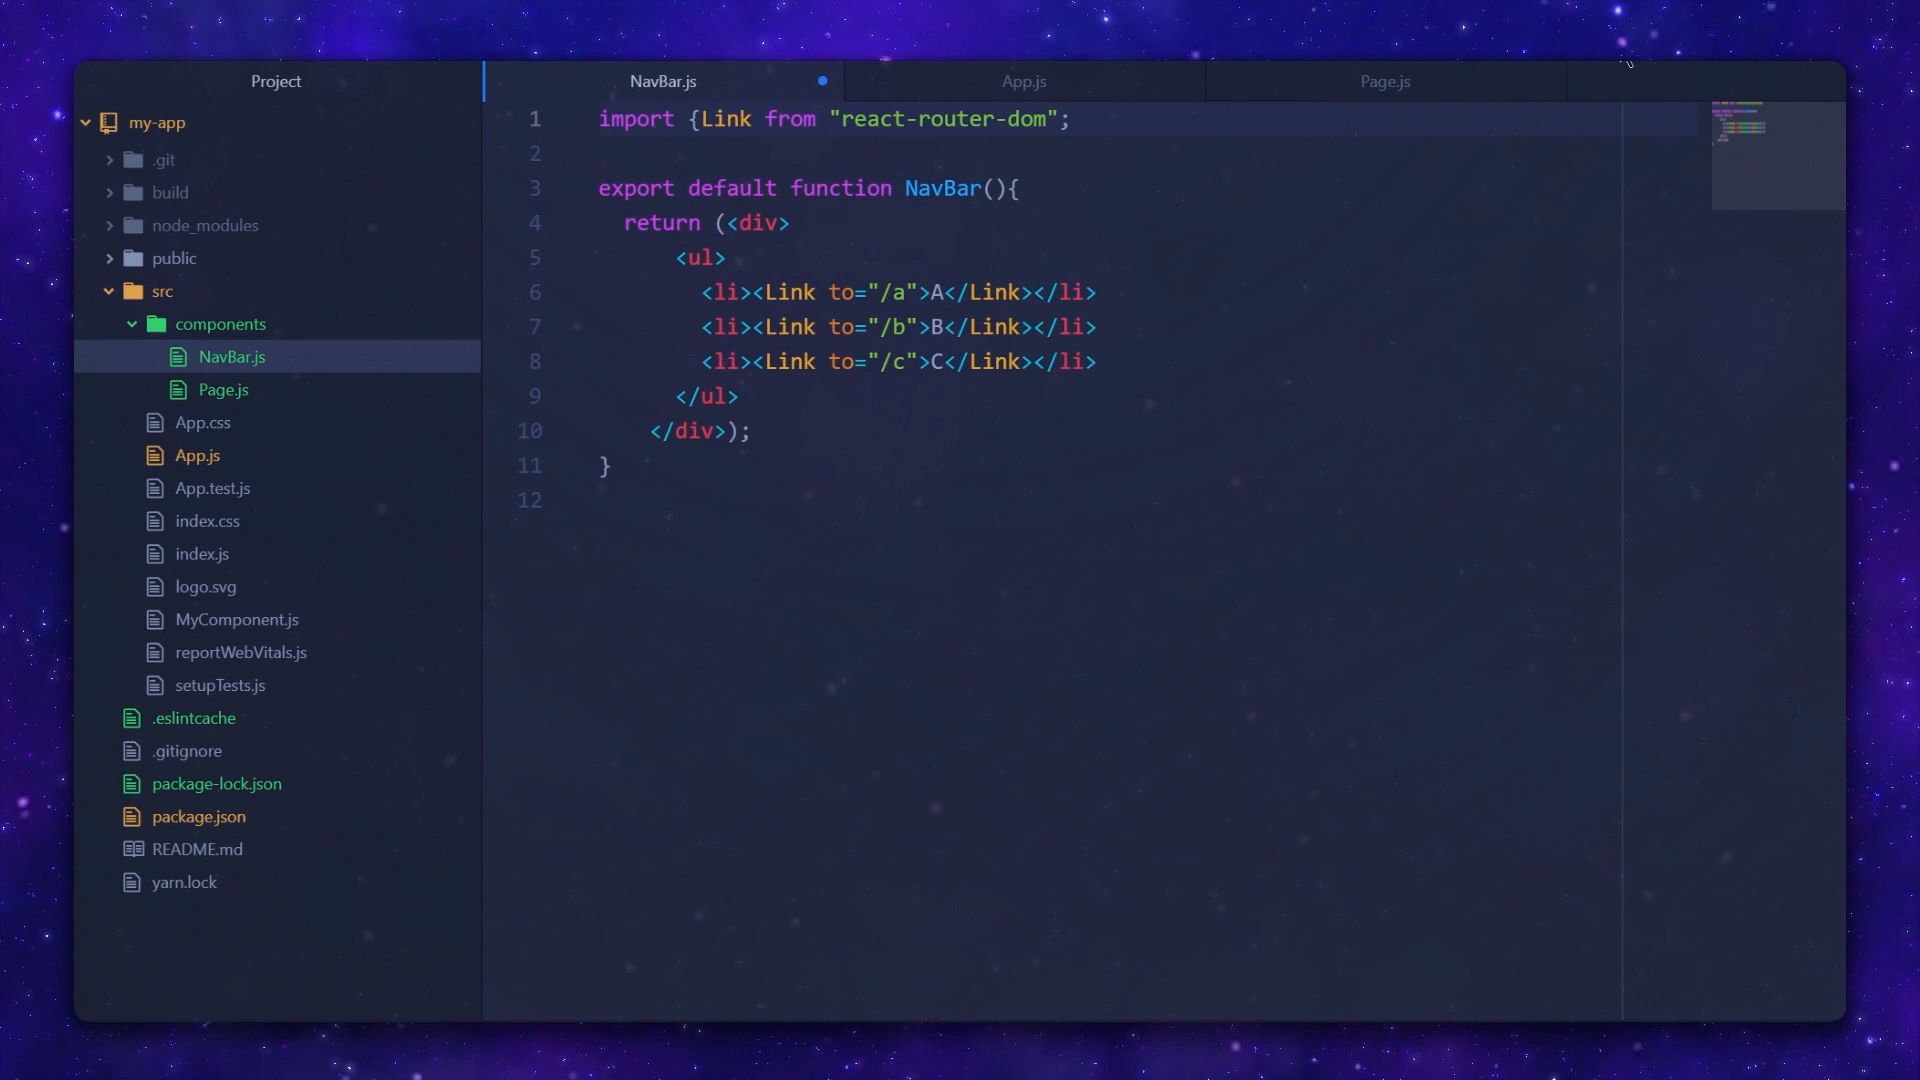 Project
my-app
.git
build
node_modules
public
src
components
NavBar.js
Page.js
App.css
App.js
App.test.js
index.css
index.js
logo.svg
MyComponent.js
reportWebVitals.js
setupTests.js
.eslintcache
.gitignore
package-lock.json
package.json
README.md
yarn.lock
NavBar.js App.js Page.js
1 import {Link from "react-router-dom";
2
3 export default function NavBar(){
4   return (<div>
5       <ul>
6         <li><Link to="/a">A</Link></li>
7         <li><Link to="/b">B</Link></li>
8         <li><Link to="/c">C</Link></li>
9       </ul>
10     </div>);
11 }
12